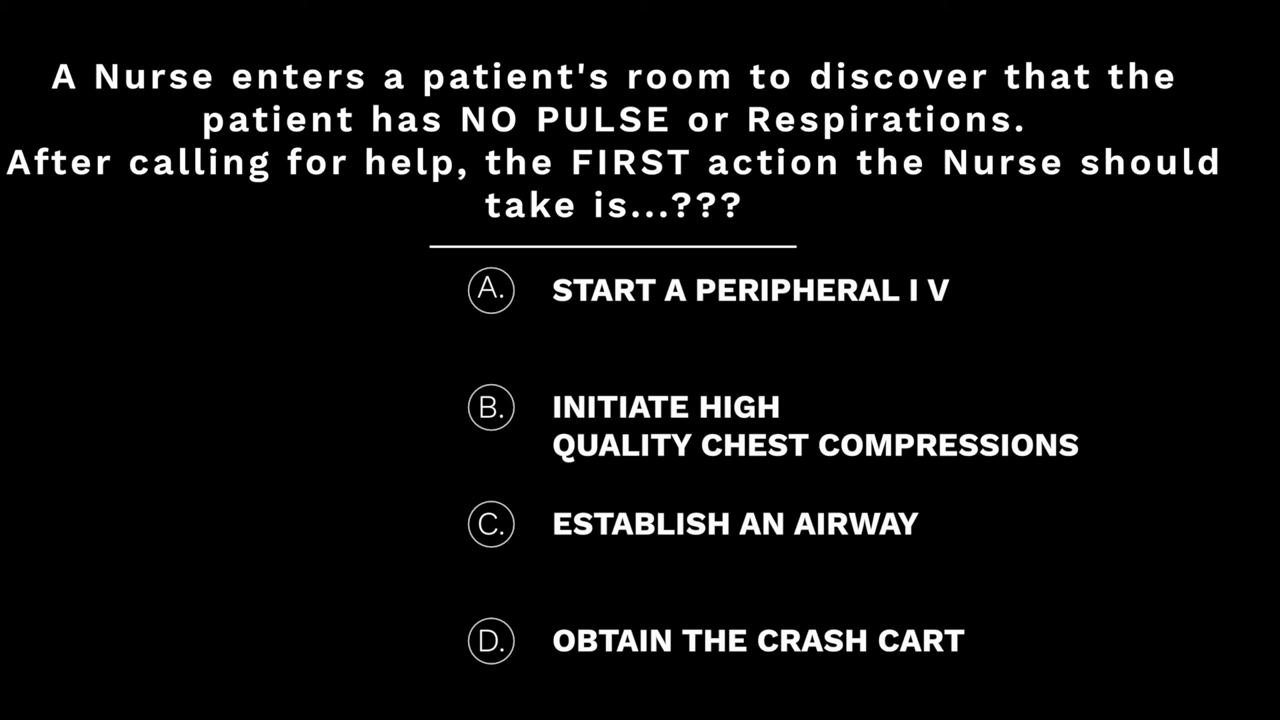 A Nurse enters a patient's room to discover that the
patient has NO PULSE or Respirations.
After calling for help, the FIRST action the Nurse should
take is...???
A. START A PERIPHERAL I V
B. INITIATE HIGH
QUALITY CHEST COMPRESSIONS
C. ESTABLISH AN AIRWAY
D. OBTAIN THE CRASH CART